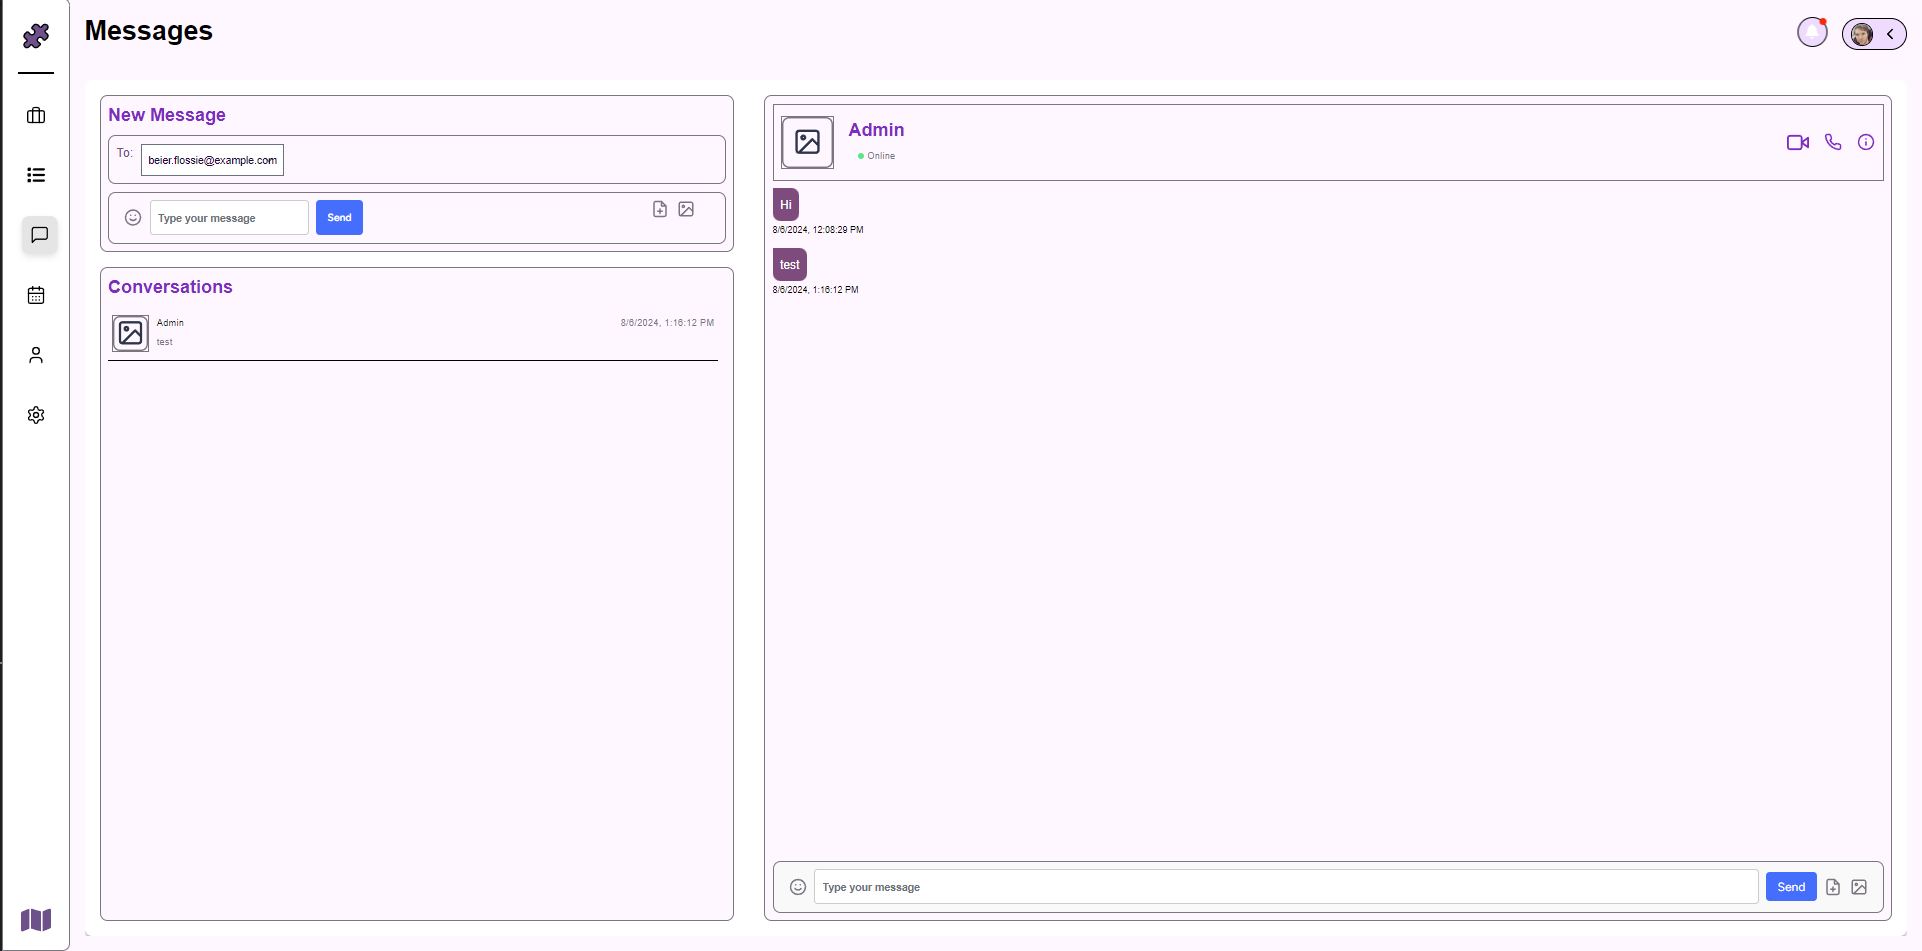 Messages
New Message
To: beier.flossie@example.com
Type your message Send
Conversations
Admin 8/6/2024, 1:16:12 PM
test
Admin
Online
Hi
8/6/2024, 12:08:29 PM
test
8/6/2024, 1:16:12 PM
Type your message Send